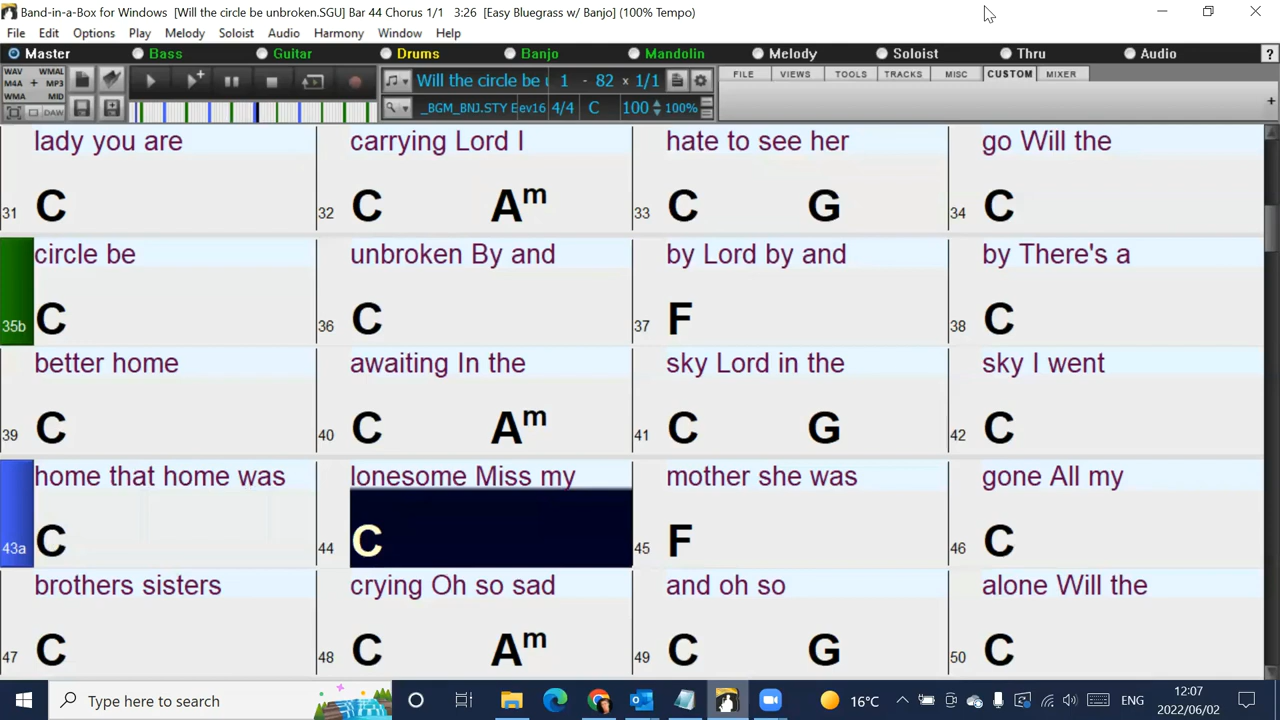 Band-in-a-Box for Windows [Will the circle be unbroken.SGU] Bar 44 Chorus 1/1 3:26 [Easy Bluegrass w/ Banjo] (100% Tempo)
File Edit Options Play Melody Soloist Audio Harmony Window Help
Master Bass Guitar Drums Banjo Mandolin Melody Soloist Thru Audio ?
WAV WMAL
M4A + MP3
WMA MID
DAW
Will the circle be 1 - 82 x 1/1
_BGM_BNJ.STY Eev16 4/4 C 100 100%
FILE VIEWS TOOLS TRACKS MISC CUSTOM MIXER
+
lady you are carrying Lord I hate to see her go Will the
31 C 32 C Am 33 C G 34 C
circle be unbroken By and by Lord by and by There's a
35b C 36 C 37 F 38 C
better home awaiting In the sky Lord in the sky I went
39 C 40 C Am 41 C G 42 C
home that home was lonesome Miss my mother she was gone All my
43a C 44 C 45 F 46 C
brothers sisters crying Oh so sad and oh so alone Will the
47 C 48 C Am 49 C G 50 C
Type here to search 16°C ENG 12:07
2022/06/02